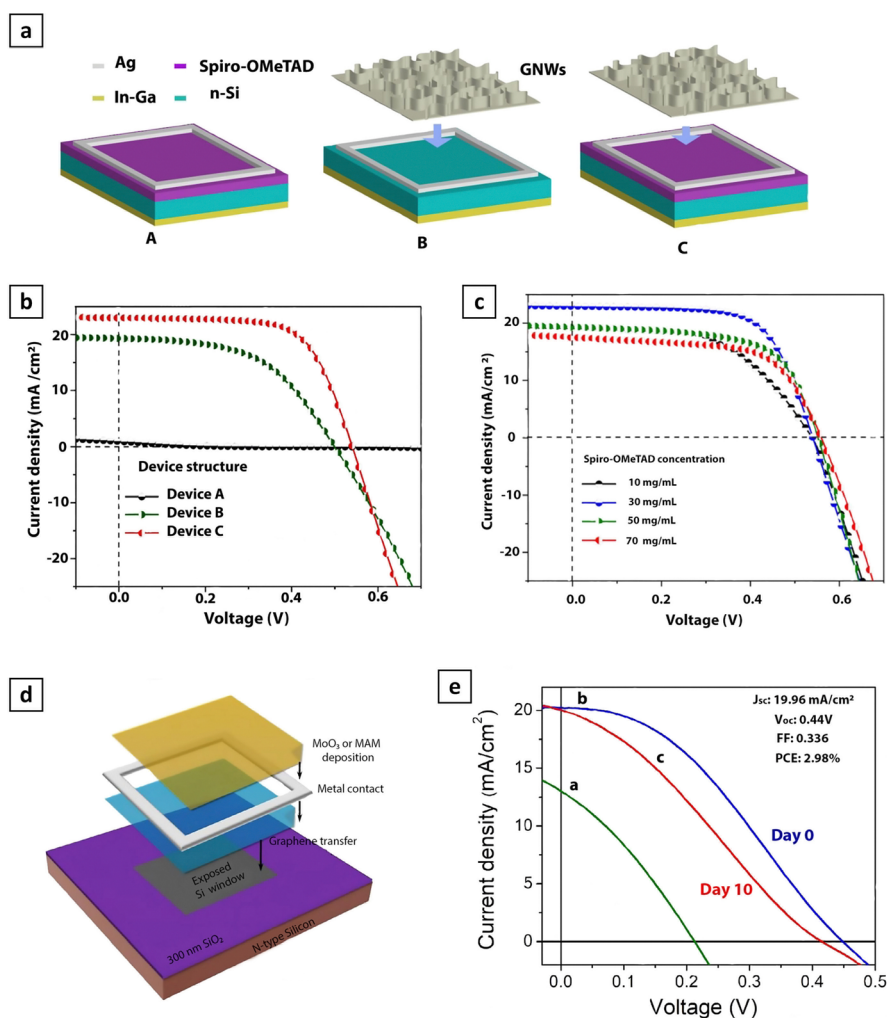 a
Ag
Spiro-OMeTAD
In-Ga
n-Si
GNWs
A
B
C
b
20
10
0
-10
-20
0.0
0.2
0.4
0.6
Current density (mA /cm²)
Voltage (V)
Device structure
Device A
Device B
Device C
c
20
10
0
-10
-20
0.0
0.2
0.4
0.6
Current density (mA/cm²)
Voltage (V)
Spiro-OMeTAD concentration
10 mg/mL
30 mg/mL
50 mg/mL
70 mg/mL
d
MoO₃ or MAM
deposition
Metal contact
Graphene transfer
Exposed
Si window
300 nm SiO₂
N-type Silicon
e
20
15
10
5
0
0.0
0.1
0.2
0.3
0.4
0.5
Current density (mA/cm²)
Voltage (V)
b
c
a
Day 0
Day 10
Jsc: 19.96 mA/cm²
Voc: 0.44V
FF: 0.336
PCE: 2.98%